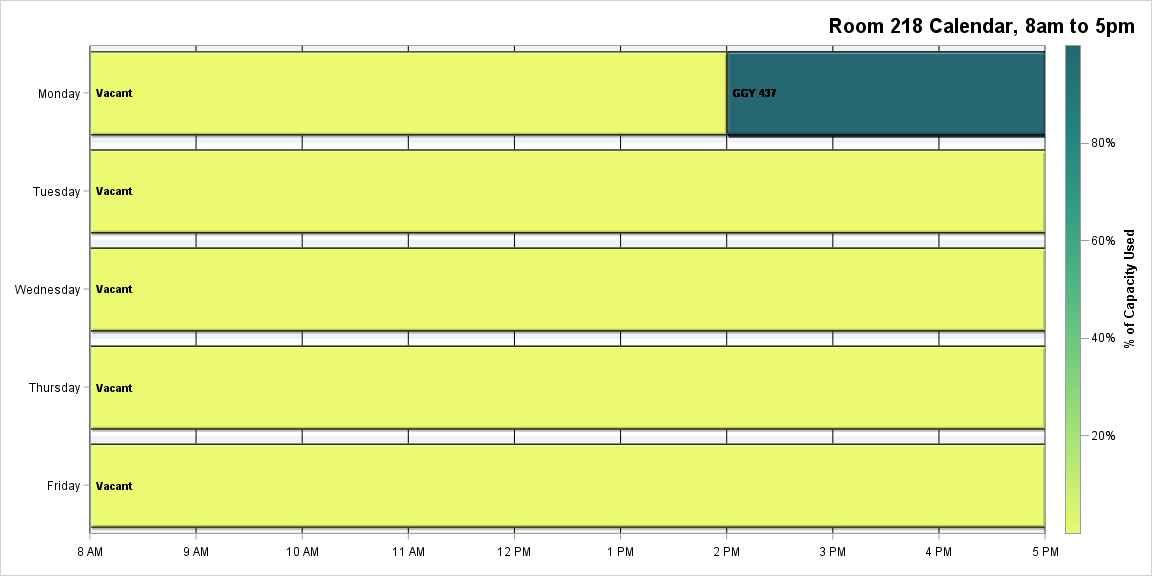 Room 218 Calendar, 8am to 5pm
Monday
Vacant
GGY 437
Tuesday
Vacant
Wednesday
Vacant
Thursday
Vacant
Friday
Vacant
8 AM 9 AM 10 AM 11 AM 12 PM 1 PM 2 PM 3 PM 4 PM 5 PM
80%
60%
40%
20%
% of Capacity Used